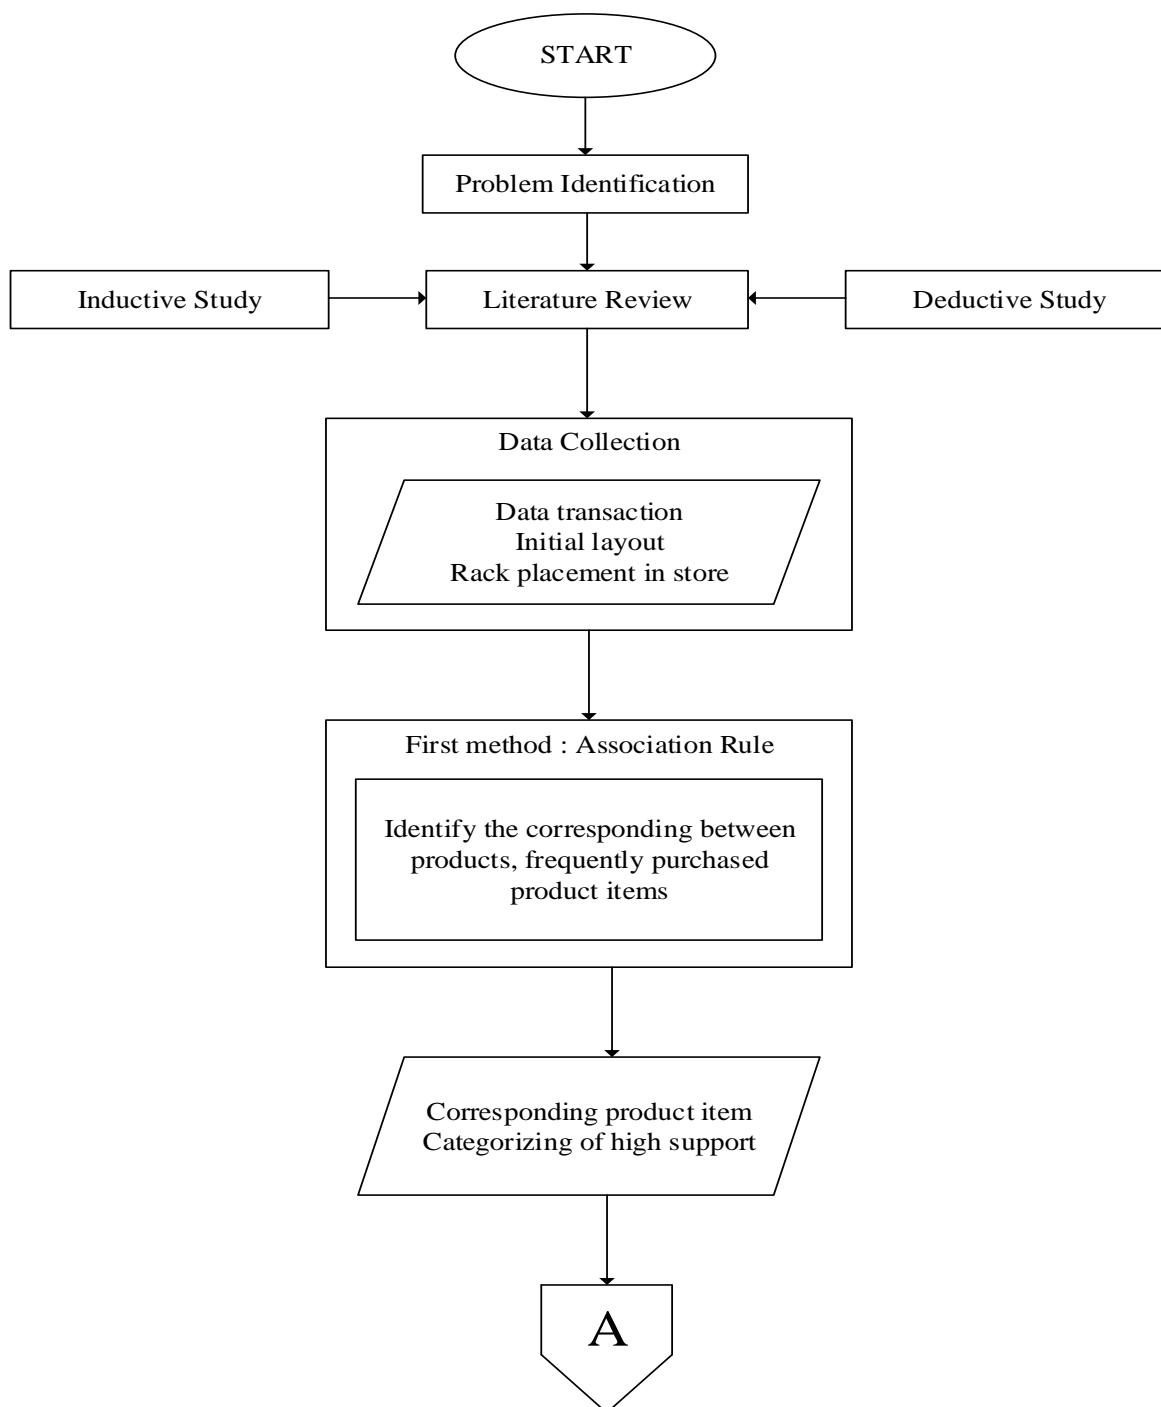 START
Problem Identification
Inductive Study
Literature Review
Deductive Study
Data Collection
Data transaction
Initial layout
Rack placement in store
First method : Association Rule
Identify the corresponding between
products, frequently purchased
product items
Corresponding product item
Categorizing of high support
A